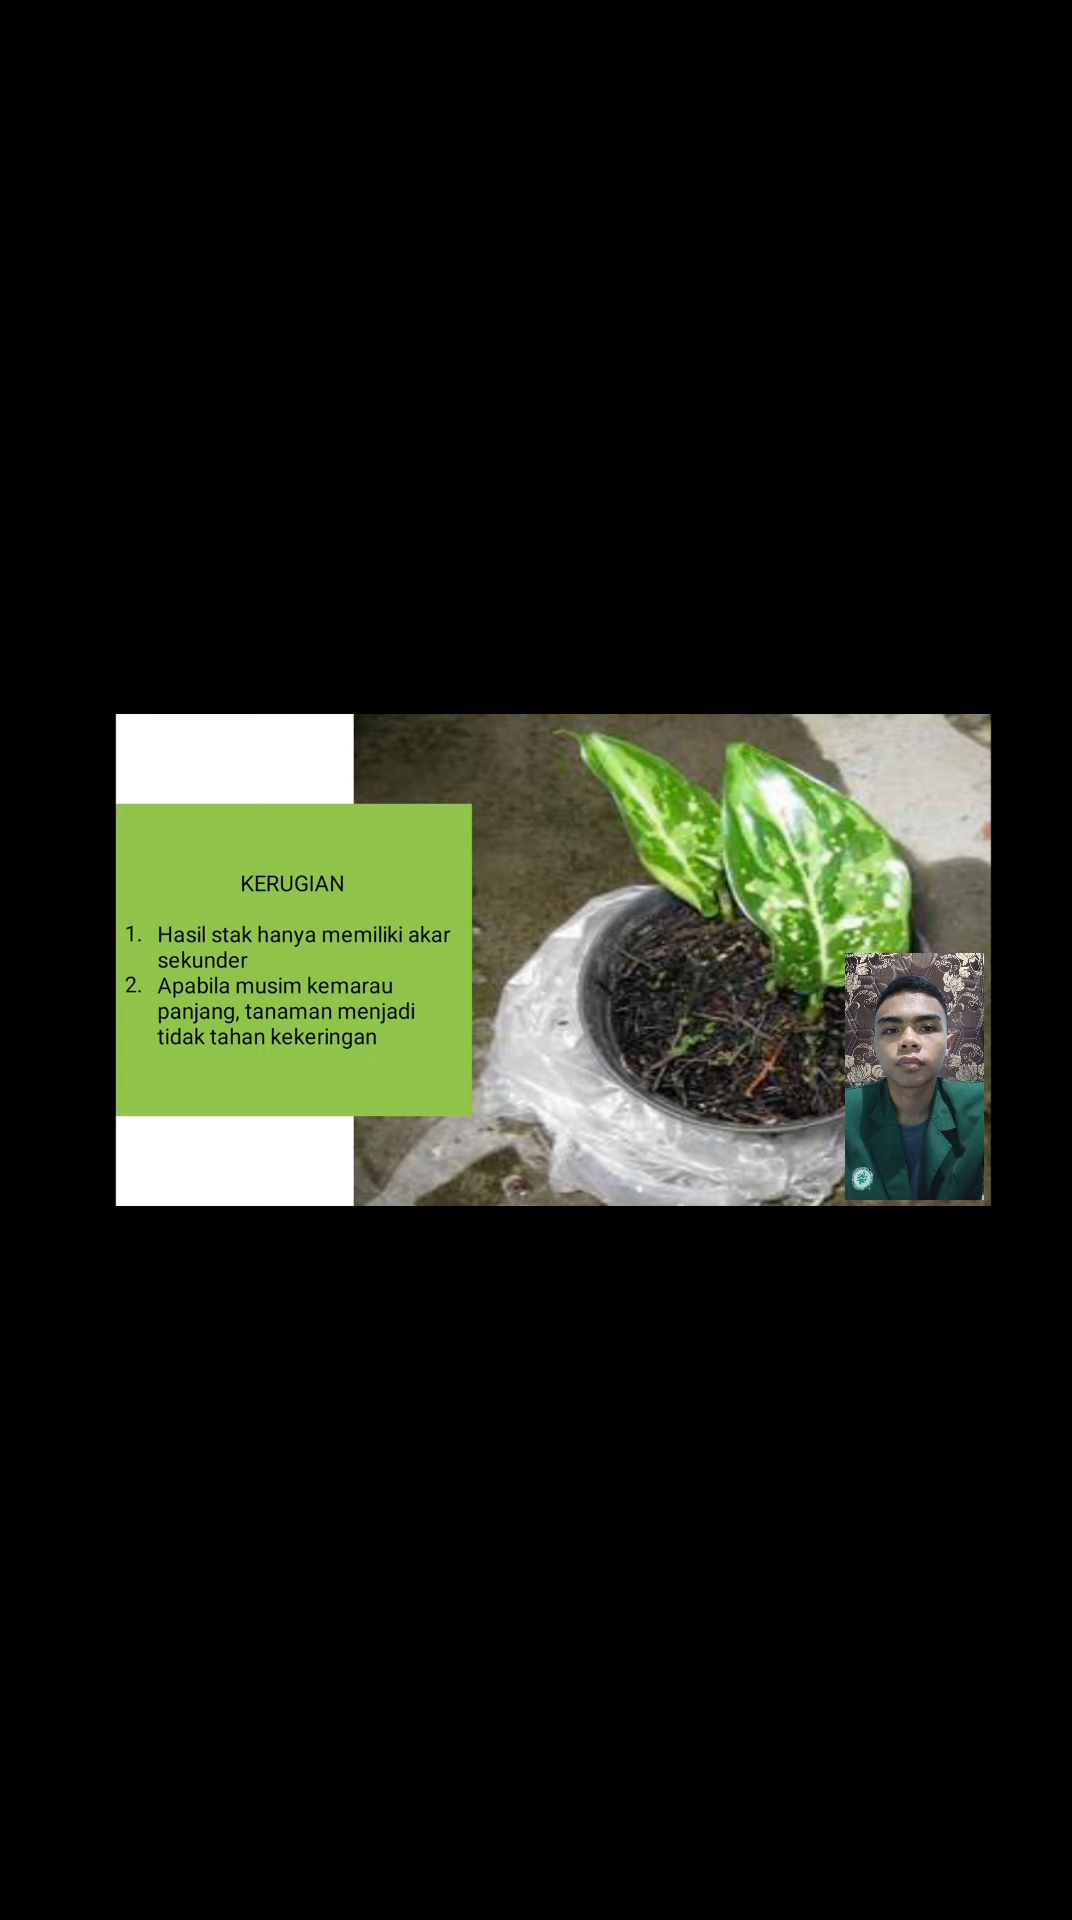 KERUGIAN
1. Hasil stak hanya memiliki akar
sekunder
2. Apabila musim kemarau
panjang, tanaman menjadi
tidak tahan kekeringan